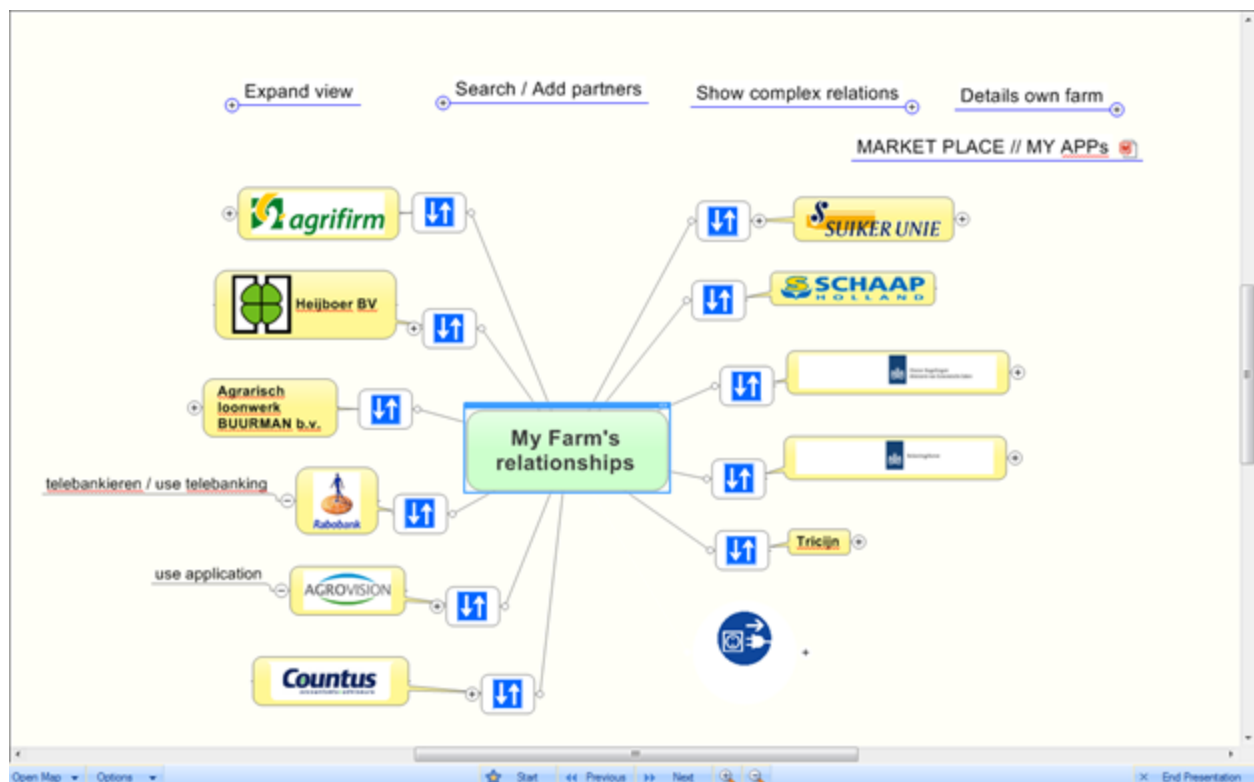 Expand view
Search / Add partners
Show complex relations
Details own farm
MARKET PLACE // MY APPs
agrifirm
SUIKER UNIE
Heijboer BV
SCHAAP
HOLLAND
Agrarisch
loonwerk
BUURMAN b.v.
My Farm's
relationships
telebankieren / use telebanking
Rabobank
Tricijn
use application
AGROVISION
Countus
accountants+adviseurs
Open Map
Options
Start
Previous
Next
End Presentation